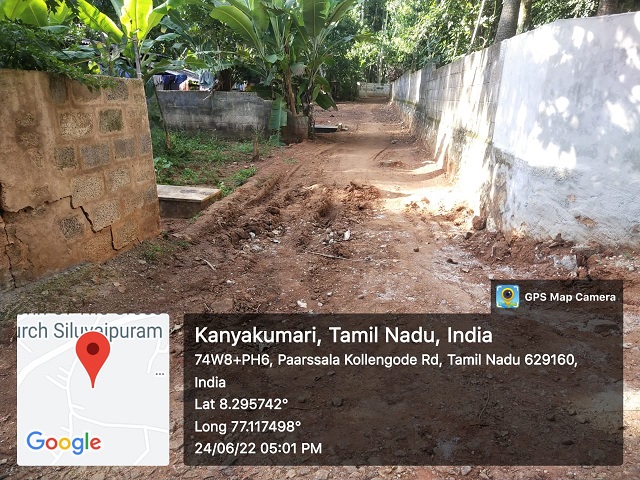 GPS Map Camera
urch Siluvaipuram
Google
Kanyakumari, Tamil Nadu, India
74W8+PH6, Paarssala Kollengode Rd, Tamil Nadu 629160,
India
Lat 8.295742°
Long 77.117498°
24/06/22 05:01 PM